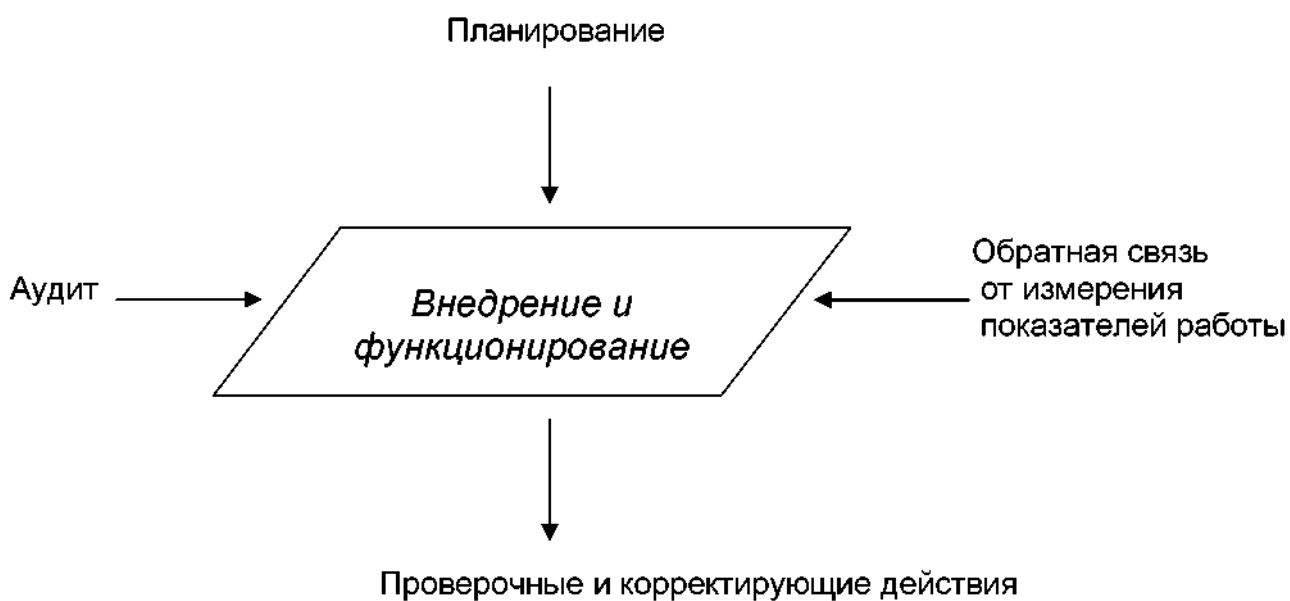 Планирование
Аудит
Внедрение и
функционирование
Обратная связь
от измерения
показателей работы
Проверочные и корректирующие действия